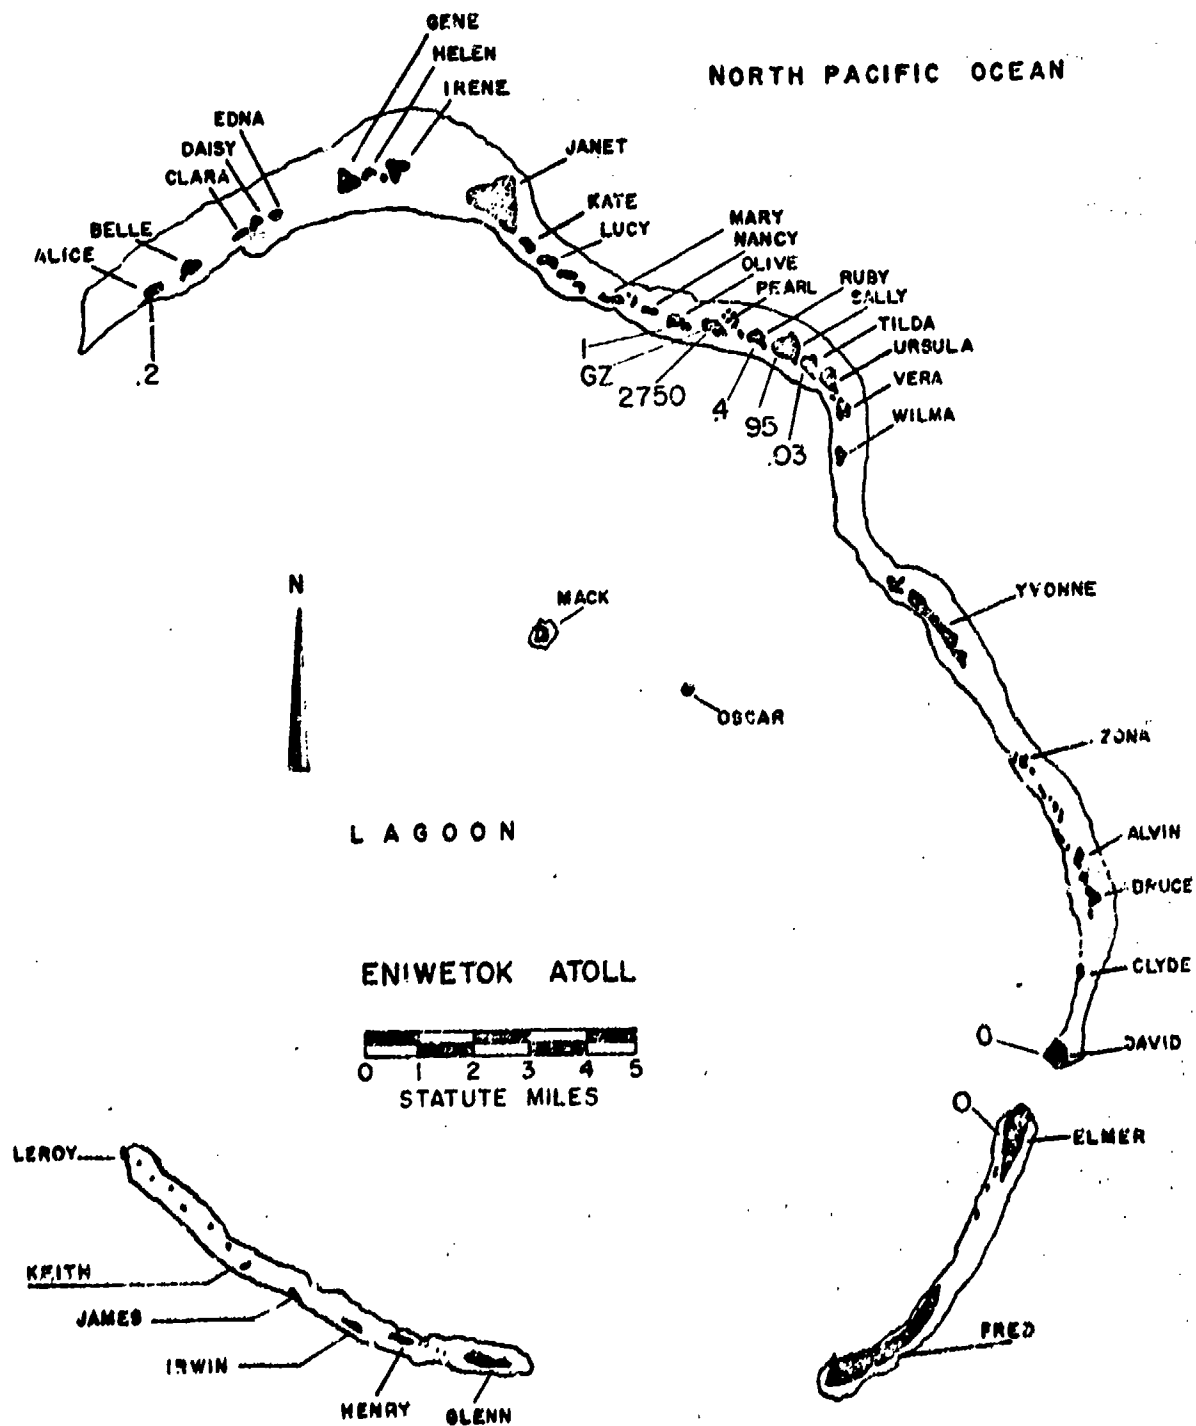 GENE
HELEN
NORTH PACIFIC OCEAN
IRENE
EDNA
DAISY
JANET
CLARA
KATE
MARY
BELLE
LUCY
NANCY
ALICE
OLIVE
RUBY
PEARL
SALLY
TILDA
URSULA
1
.2
GZ
VERA
2750
.4
WILMA
95
.03
N
MACK
YVONNE
OSCAR
ZONA
LAGOON
ALVIN
BRUCE
ENIWETOK ATOLL
CLYDE
0
DAVID
0 1 2 3 4 5
STATUTE MILES
0
ELMER
LEROY
KEITH
JAMES
FRED
IRWIN
HENRY
GLENN